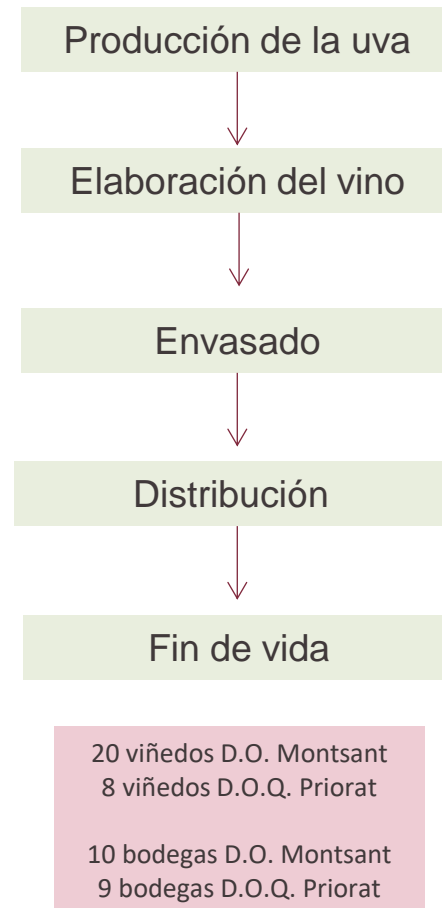 Producción de la uva
Elaboración del vino
Envasado
Distribución
Fin de vida
20 viñedos D.O. Montsant
8 viñedos D.O.Q. Priorat
10 bodegas D.O. Montsant
9 bodegas D.O.Q. Priorat